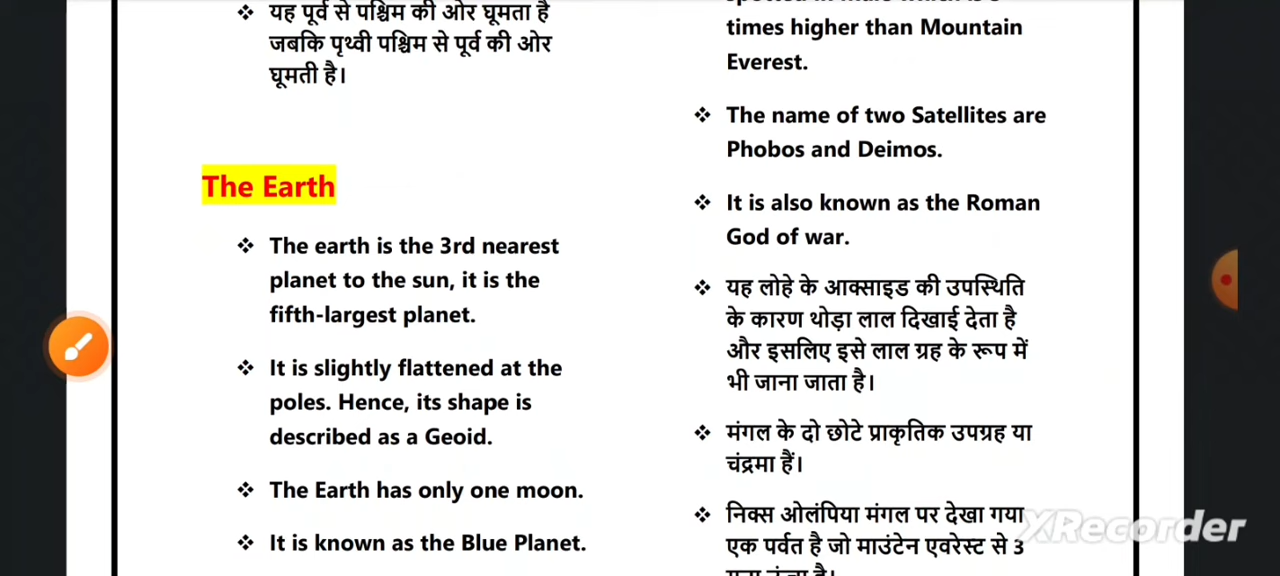 ❖ यह पूर्व से पश्चिम की ओर घूमता है
जबकि पृथ्वी पश्चिम से पूर्व की ओर
घूमती है।
The Earth
❖ The earth is the 3rd nearest
planet to the sun, it is the
fifth-largest planet.
❖ It is slightly flattened at the
poles. Hence, its shape is
described as a Geoid.
❖ The Earth has only one moon.
❖ It is known as the Blue Planet.
times higher than Mountain
Everest.
❖ The name of two Satellites are
Phobos and Deimos.
❖ It is also known as the Roman
God of war.
❖ यह लोहे के आक्साइड की उपस्थिति
के कारण थोड़ा लाल दिखाई देता है
और इसलिए इसे लाल ग्रह के रूप में
भी जाना जाता है।
❖ मंगल के दो छोटे प्राकृतिक उपग्रह या
चंद्रमा हैं।
❖ निक्स ओलंपिया मंगल पर देखा गया
एक पर्वत है जो माउंटेन एवरेस्ट से 3
XRecorder